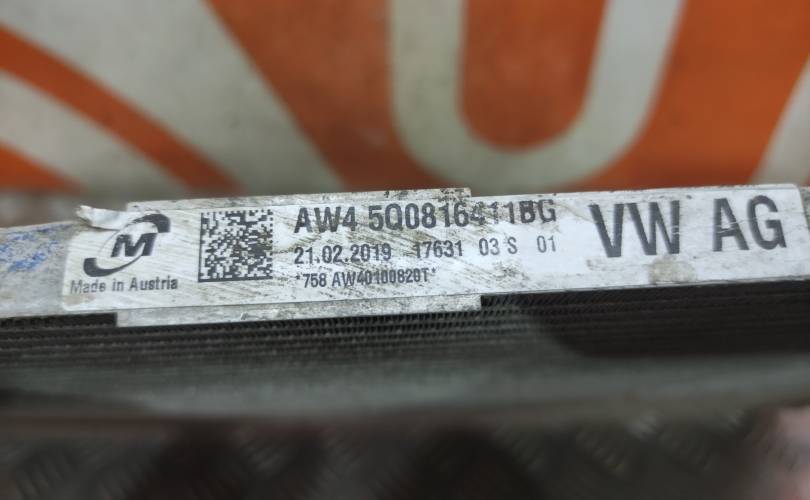 M
Made in Austria
AW4 5Q0816411BG
21.02.2019 17631 03 S 01
*758 AW40100820T*
VW AG